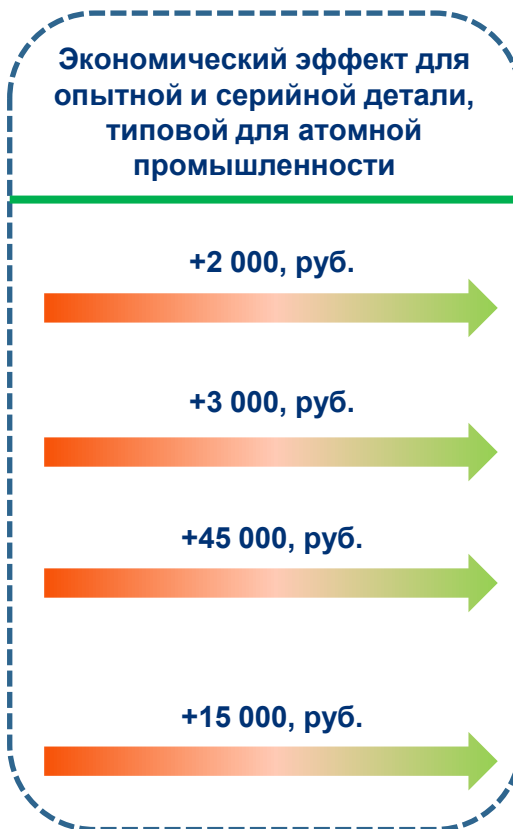 Экономический эффект для
опытной и серийной детали,
типовой для атомной
промышленности
+2 000, руб.
+3 000, руб.
+45 000, руб.
+15 000, руб.